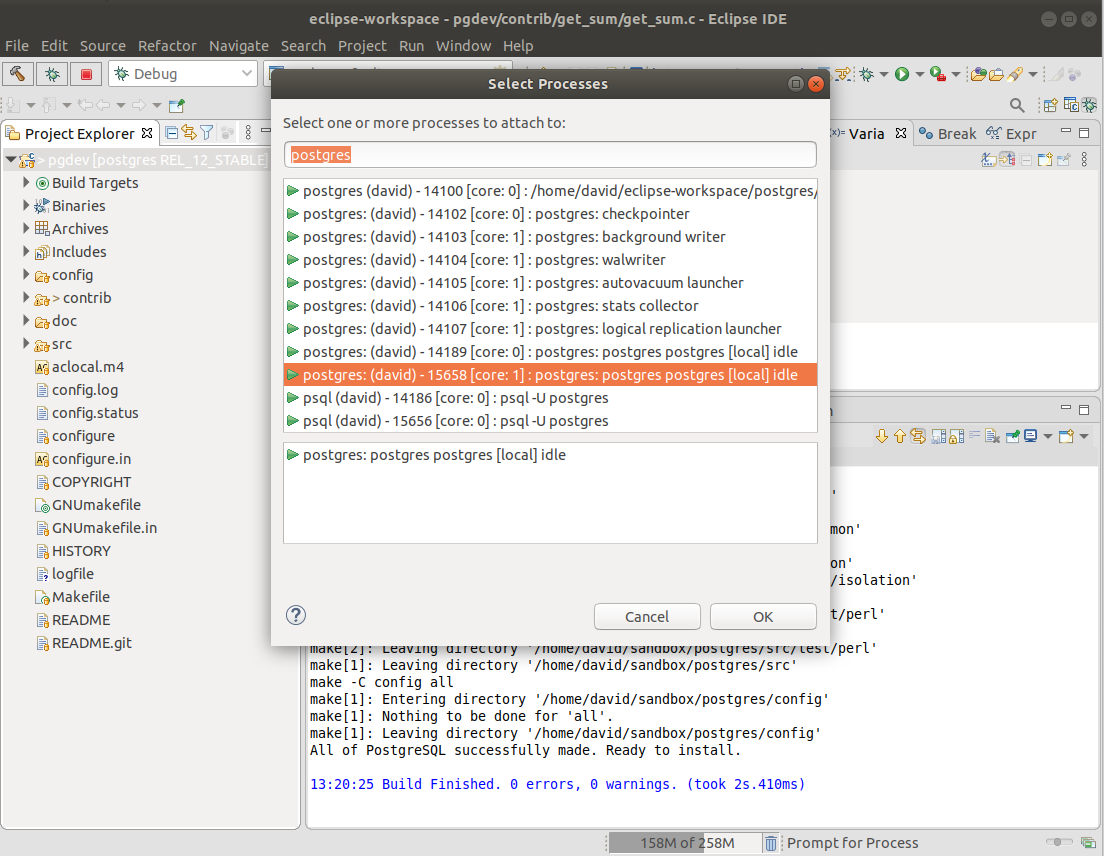 eclipse-workspace - pgdev/contrib/get_sum/get_sum.c - Eclipse IDE
File Edit Source Refactor Navigate Search Project Run Window Help
Debug
Select Processes
Project Explorer
Varia Break Expr
Select one or more processes to attach to:
postgres
> pgdev [postgres REL_12_STABLE]
Build Targets
Binaries
Archives
Includes
config
> contrib
doc
src
aclocal.m4
config.log
config.status
configure
configure.in
COPYRIGHT
GNUmakefile
GNUmakefile.in
HISTORY
logfile
Makefile
README
README.git
postgres (david) - 14100 [core: 0] : /home/david/eclipse-workspace/postgres/
postgres: (david) - 14102 [core: 0] : postgres: checkpointer
postgres: (david) - 14103 [core: 1] : postgres: background writer
postgres: (david) - 14104 [core: 1] : postgres: walwriter
postgres: (david) - 14105 [core: 1] : postgres: autovacuum launcher
postgres: (david) - 14106 [core: 1] : postgres: stats collector
postgres: (david) - 14107 [core: 1] : postgres: logical replication launcher
postgres: (david) - 14189 [core: 0] : postgres: postgres postgres [local] idle
postgres: (david) - 15658 [core: 1] : postgres: postgres postgres [local] idle
psql (david) - 14186 [core: 0] : psql -U postgres
psql (david) - 15656 [core: 0] : psql -U postgres
postgres: postgres postgres [local] idle
Cancel OK
'
mon'
on'
/isolation'
t/perl'
make[2]: Leaving directory '/home/david/sandbox/postgres/src/test/perl'
make[1]: Leaving directory '/home/david/sandbox/postgres/src'
make -C config all
make[1]: Entering directory '/home/david/sandbox/postgres/config'
make[1]: Nothing to be done for 'all'.
make[1]: Leaving directory '/home/david/sandbox/postgres/config'
All of PostgreSQL successfully made. Ready to install.
13:20:25 Build Finished. 0 errors, 0 warnings. (took 2s.410ms)
158M of 258M
Prompt for Process